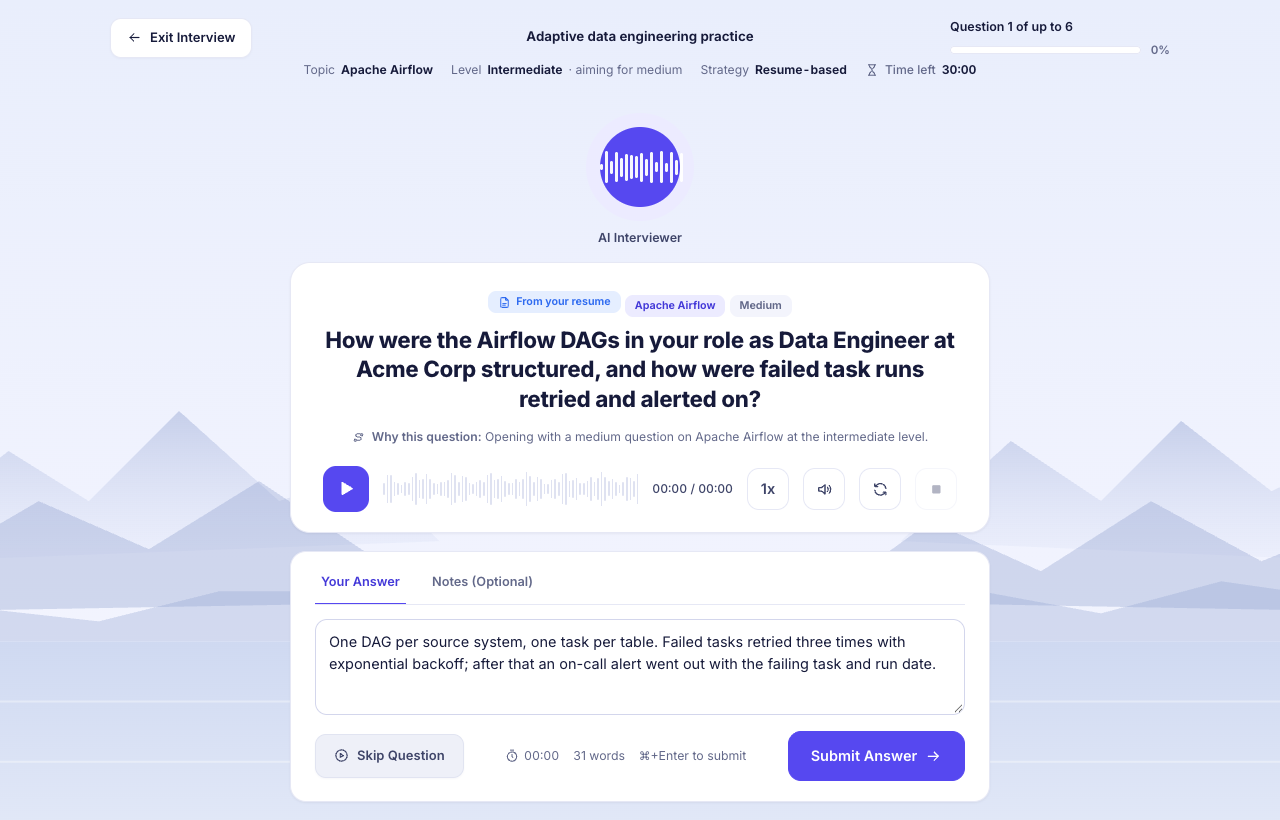 Exit Interview
Adaptive data engineering practice
Question 1 of up to 6
0%
Topic Apache Airflow Level Intermediate · aiming for medium Strategy Resume-based Time left 30:00
AI Interviewer
From your resume Apache Airflow Medium
How were the Airflow DAGs in your role as Data Engineer at
Acme Corp structured, and how were failed task runs
retried and alerted on?
Why this question: Opening with a medium question on Apache Airflow at the intermediate level.
00:00 / 00:00 1x
Your Answer Notes (Optional)
One DAG per source system, one task per table. Failed tasks retried three times with
exponential backoff; after that an on-call alert went out with the failing task and run date.
Skip Question 00:00 31 words ⌘+Enter to submit Submit Answer